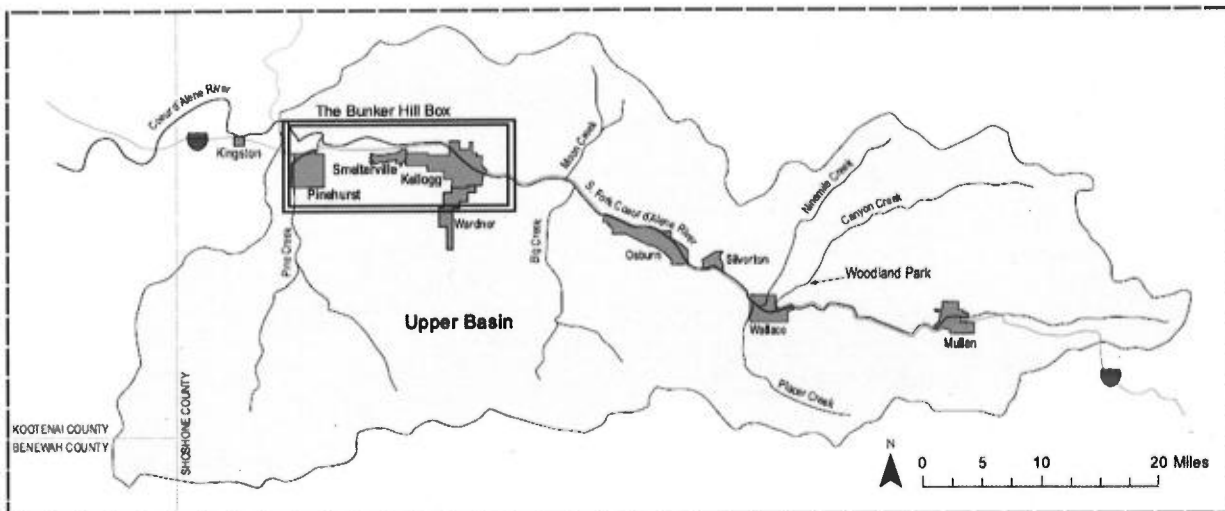 Coeur d'Alene River
The Bunker Hill Box
Kingston
Smelterville
Kellogg
Pinehurst
Wardner
Pine Creek
Moon Creek
Big Creek
S. Fork Coeur d'Alene River
Osburn
Silverton
Ninemile Creek
Canyon Creek
Woodland Park
Wallace
Mullan
Placer Creek
Upper Basin
KOOTENAI COUNTY
BENEWAH COUNTY
SHOSHONE COUNTY
N
0 5 10 20 Miles